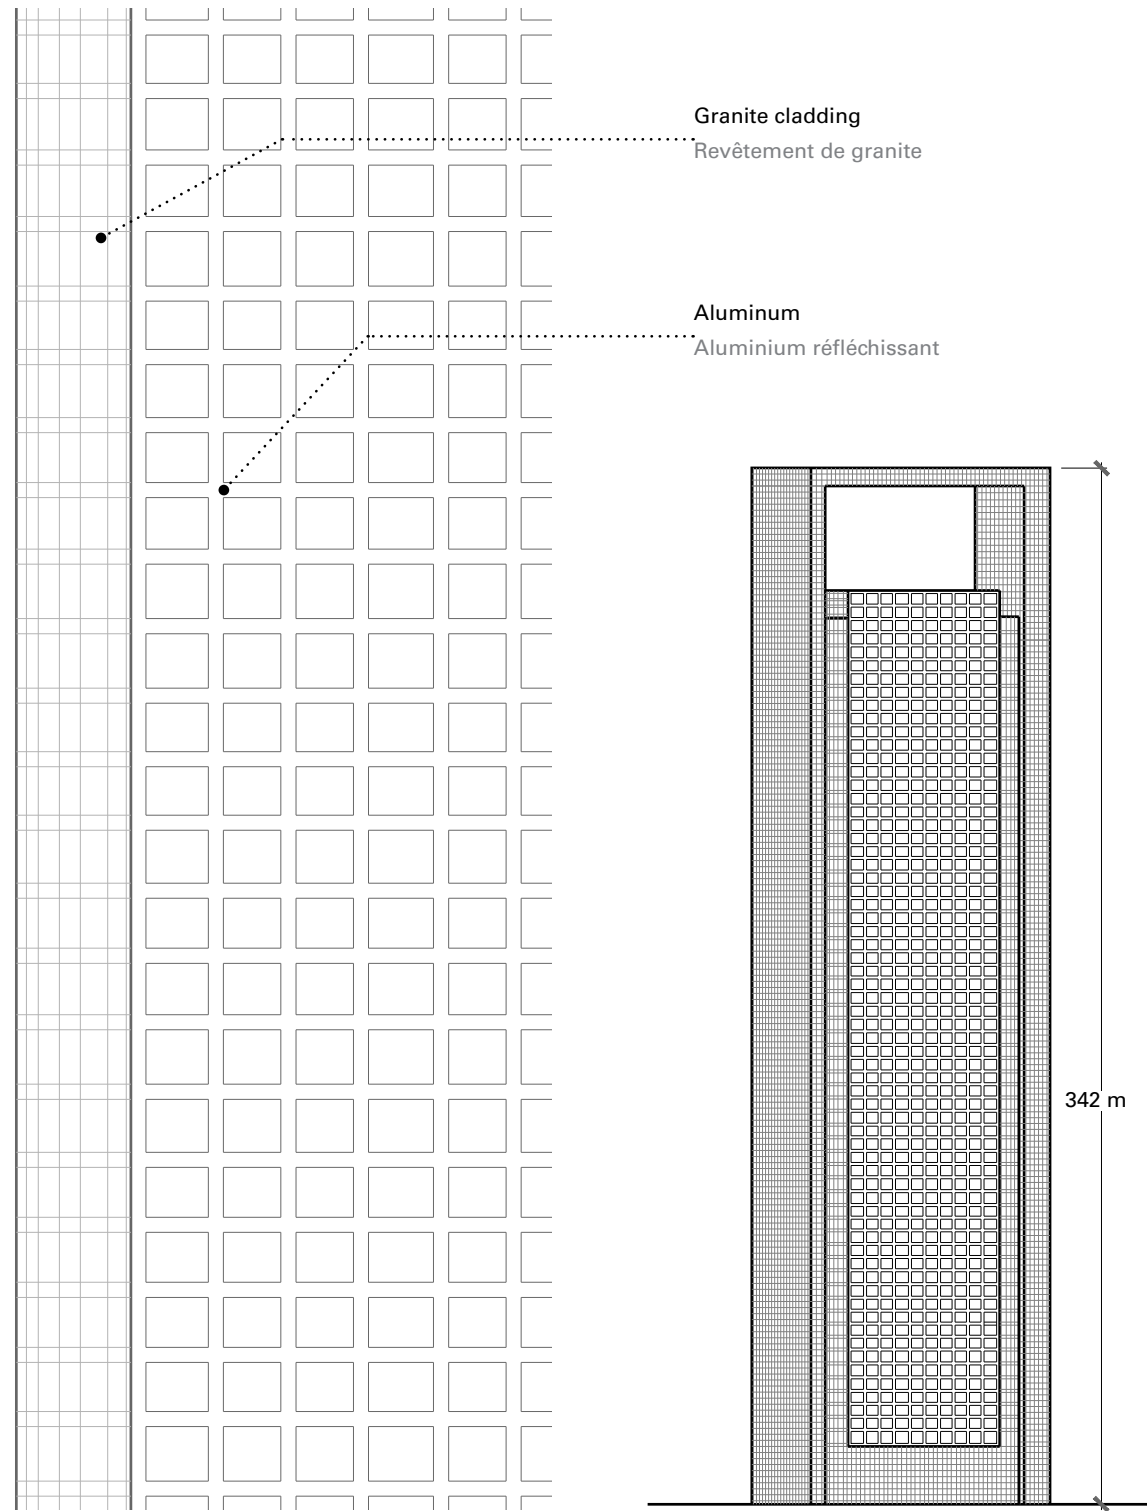 Granite cladding
Revêtement de granite
Aluminum
Aluminium réfléchissant
342 m